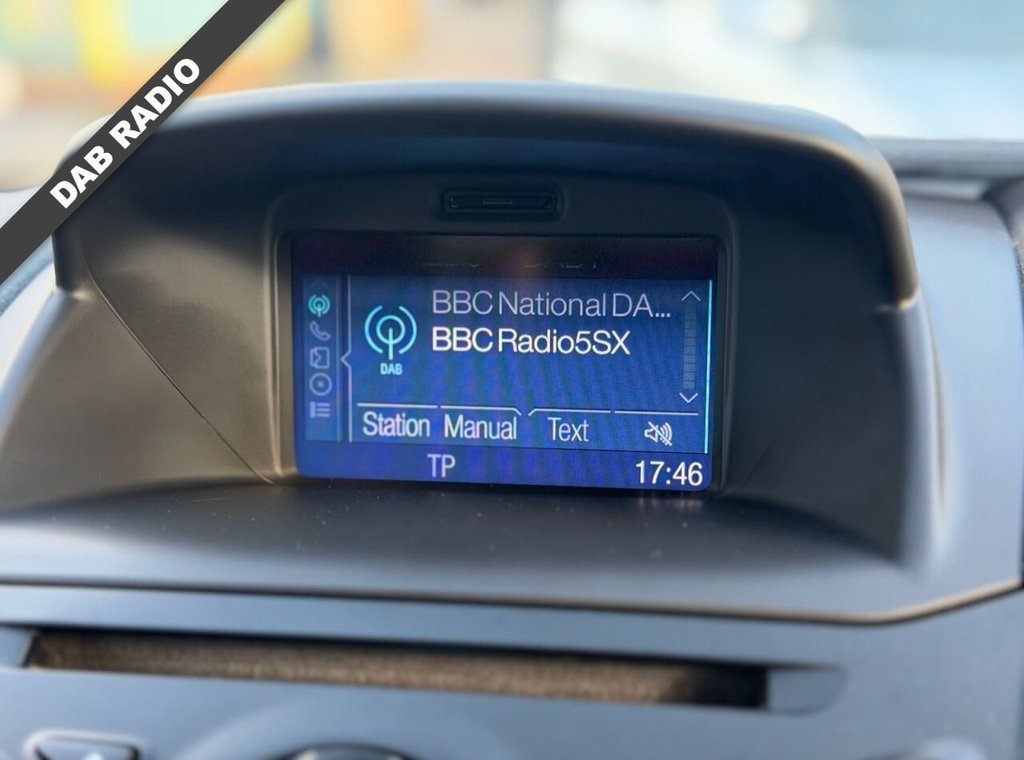 DAB RADIO
BBC National DA...
BBC Radio5SX
DAB
Station Manual Text
TP 17:46